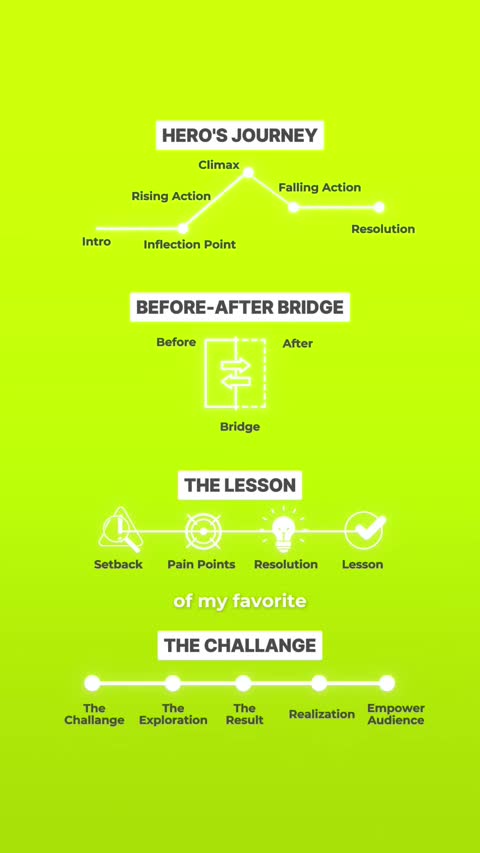 HERO'S JOURNEY
Climax
Rising Action
Falling Action
Intro
Inflection Point
Resolution
BEFORE-AFTER BRIDGE
Before
After
Bridge
THE LESSON
Setback
Pain Points
Resolution
Lesson
of my favorite
THE CHALLANGE
The
Challange
The
Exploration
The
Result
Realization
Empower
Audience